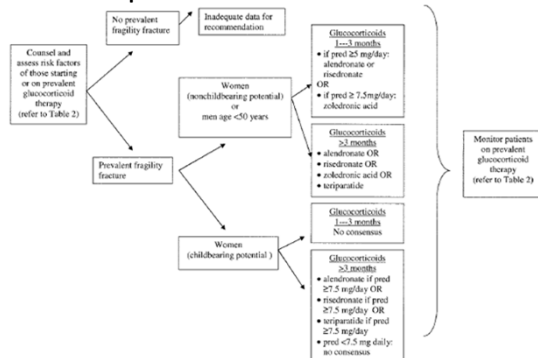 Counsel and
assess risk factors
of those starting
or on prevalent
glucocorticoid
therapy
(refer to Table 2)
No prevalent
fragility fracture
Inadequate data for
recommendation
Prevalent fragility
fracture
Women
(nonchildbearing potential)
or
men age <50 years
Glucocorticoids
1---3 months
• if pred ≥5 mg/day:
alendronate or
risedronate
OR
• if pred ≥ 7.5mg/day:
zoledronic acid
Glucocorticoids
>3 months
• alendronate OR
• risedronate OR
• zoledronic acid OR
• teriparatide
Women
(childbearing potential )
Glucocorticoids
1---3 months
No consensus
Glucocorticoids
>3 months
• alendronate if pred
≥7.5 mg/day OR
• risedronate if pred
≥7.5 mg/day OR
• teriparatide if pred
≥7.5 mg/day
• pred <7.5 mg daily:
no consensus
Monitor patients
on prevalent
glucocorticoid
therapy
(refer to Table 2)